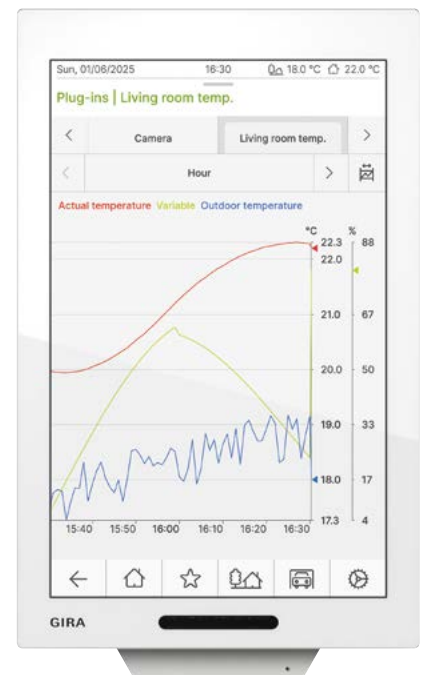 Sun, 01/06/2025 16:30 18.0 °C 22.0 °C
Plug-ins | Living room temp.
Camera Living room temp.
Hour
Actual temperature Variable Outdoor temperature
°C %
22.3 88
22.0
21.0 67
20.0 50
19.0 33
18.0 17
17.3 4
15:40 15:50 16:00 16:10 16:20 16:30
GIRA